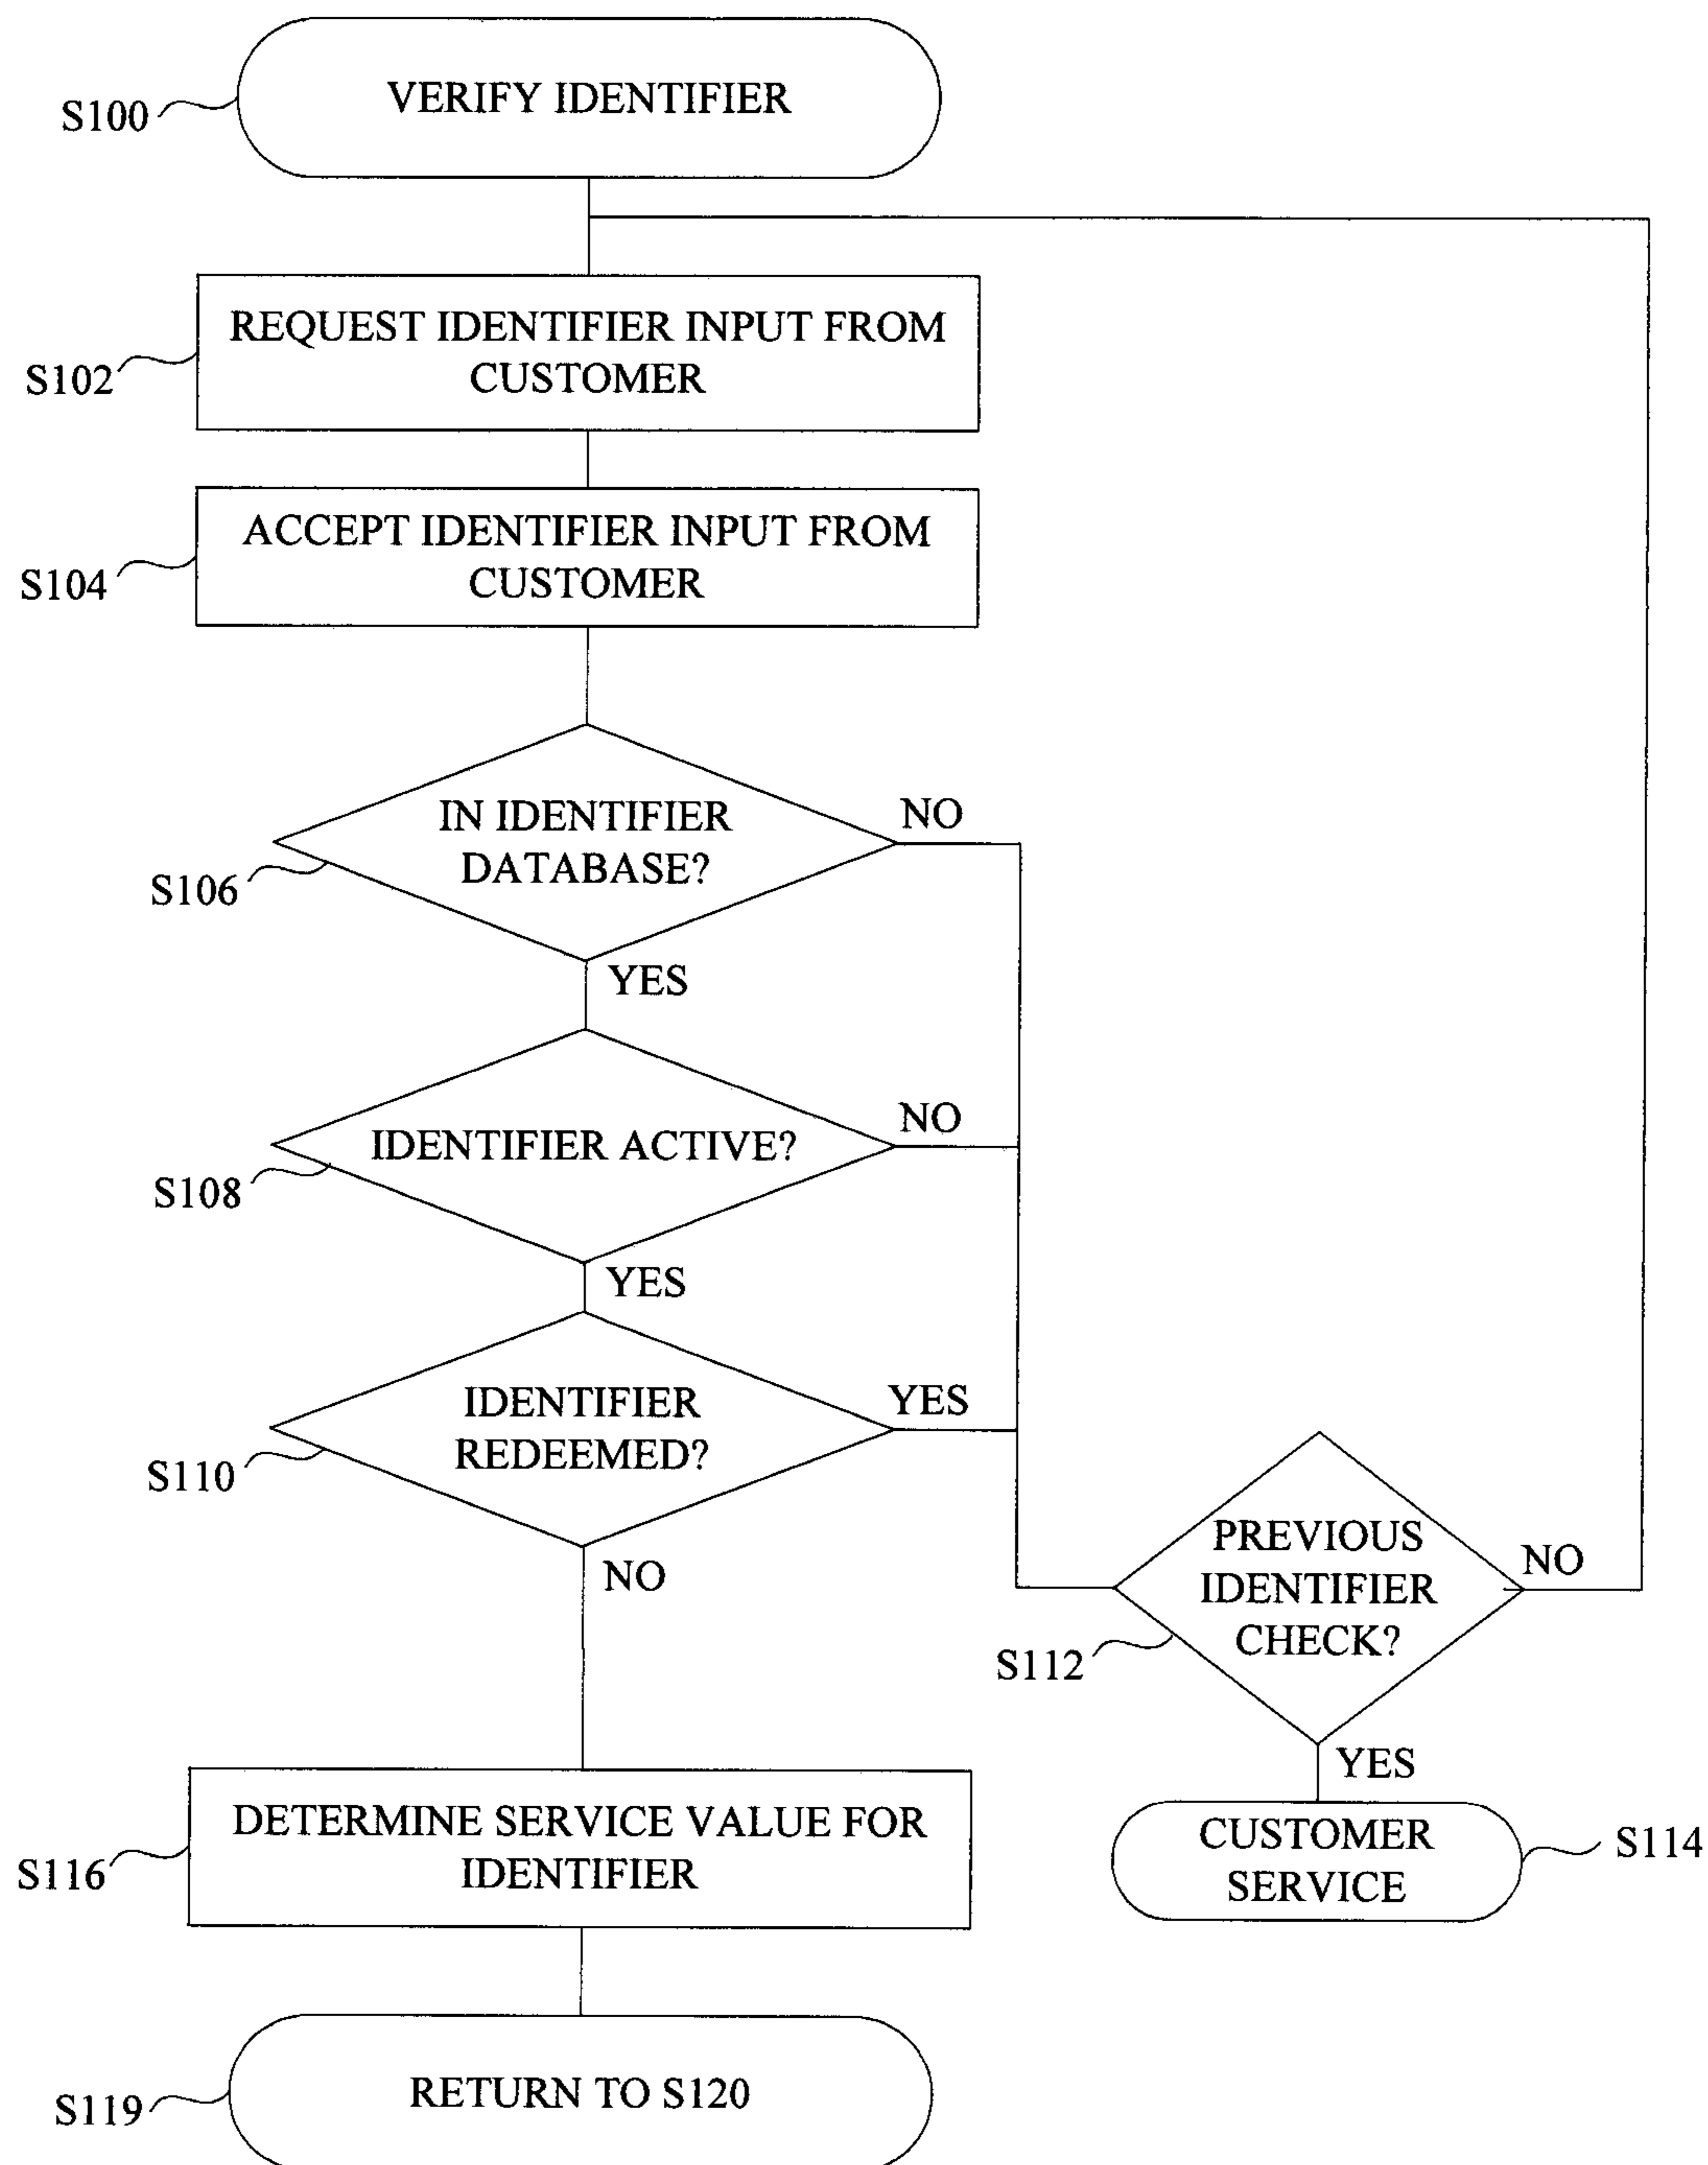 VERIFY IDENTIFIER
S100
REQUEST IDENTIFIER INPUT FROM
CUSTOMER
S102
ACCEPT IDENTIFIER INPUT FROM
CUSTOMER
S104
IN IDENTIFIER
DATABASE?
NO
S106
YES
IDENTIFIER ACTIVE?
NO
S108
YES
IDENTIFIER
REDEEMED?
YES
S110
NO
PREVIOUS
IDENTIFIER
CHECK?
NO
S112
YES
CUSTOMER
SERVICE
S114
DETERMINE SERVICE VALUE FOR
IDENTIFIER
S116
RETURN TO S120
S119